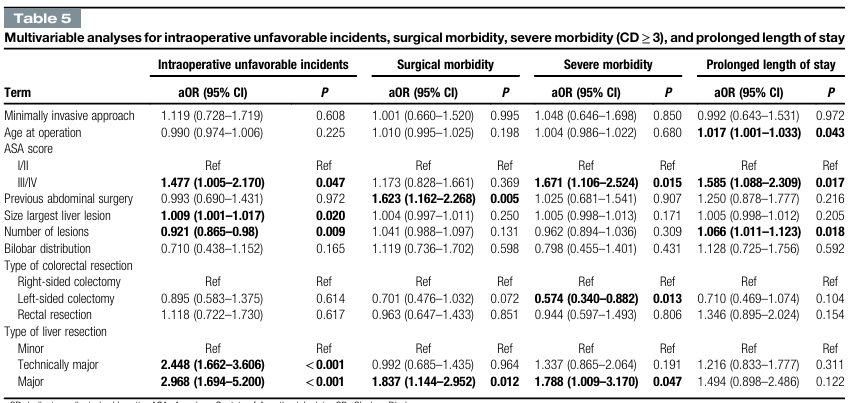 Table 5
Multivariable analyses for intraoperative unfavorable incidents, surgical morbidity, severe morbidity (CD ≥ 3), and prolonged length of stay
Intraoperative unfavorable incidents Surgical morbidity Severe morbidity Prolonged length of stay
Term aOR (95% CI) P aOR (95% CI) P aOR (95% CI) P aOR (95% CI) P
Minimally invasive approach 1.119 (0.728–1.719) 0.608 1.001 (0.660–1.520) 0.995 1.048 (0.646–1.698) 0.850 0.992 (0.643–1.531) 0.972
Age at operation 0.990 (0.974–1.006) 0.225 1.010 (0.995–1.025) 0.198 1.004 (0.986–1.022) 0.680 1.017 (1.001–1.033) 0.043
ASA score
I/II Ref Ref Ref Ref Ref Ref Ref Ref
III/IV 1.477 (1.005–2.170) 0.047 1.173 (0.828–1.661) 0.369 1.671 (1.106–2.524) 0.015 1.585 (1.088–2.309) 0.017
Previous abdominal surgery 0.993 (0.690–1.431) 0.972 1.623 (1.162–2.268) 0.005 1.025 (0.681–1.541) 0.907 1.250 (0.878–1.777) 0.216
Size largest liver lesion 1.009 (1.001–1.017) 0.020 1.004 (0.997–1.011) 0.250 1.005 (0.998–1.013) 0.171 1.005 (0.998–1.012) 0.205
Number of lesions 0.921 (0.865–0.98) 0.009 1.041 (0.988–1.097) 0.131 0.962 (0.894–1.036) 0.309 1.066 (1.011–1.123) 0.018
Bilobar distribution 0.710 (0.438–1.152) 0.165 1.119 (0.736–1.702) 0.598 0.798 (0.455–1.401) 0.431 1.128 (0.725–1.756) 0.592
Type of colorectal resection
Right-sided colectomy Ref Ref Ref Ref Ref Ref Ref Ref
Left-sided colectomy 0.895 (0.583–1.375) 0.614 0.701 (0.476–1.032) 0.072 0.574 (0.340–0.882) 0.013 0.710 (0.469–1.074) 0.104
Rectal resection 1.118 (0.722–1.730) 0.617 0.963 (0.647–1.433) 0.851 0.944 (0.597–1.493) 0.806 1.346 (0.895–2.024) 0.154
Type of liver resection
Minor Ref Ref Ref Ref Ref Ref Ref Ref
Technically major 2.448 (1.662–3.606) <0.001 0.992 (0.685–1.435) 0.964 1.337 (0.865–2.064) 0.191 1.216 (0.833–1.777) 0.311
Major 2.968 (1.694–5.200) <0.001 1.837 (1.144–2.952) 0.012 1.788 (1.009–3.170) 0.047 1.494 (0.898–2.486) 0.122